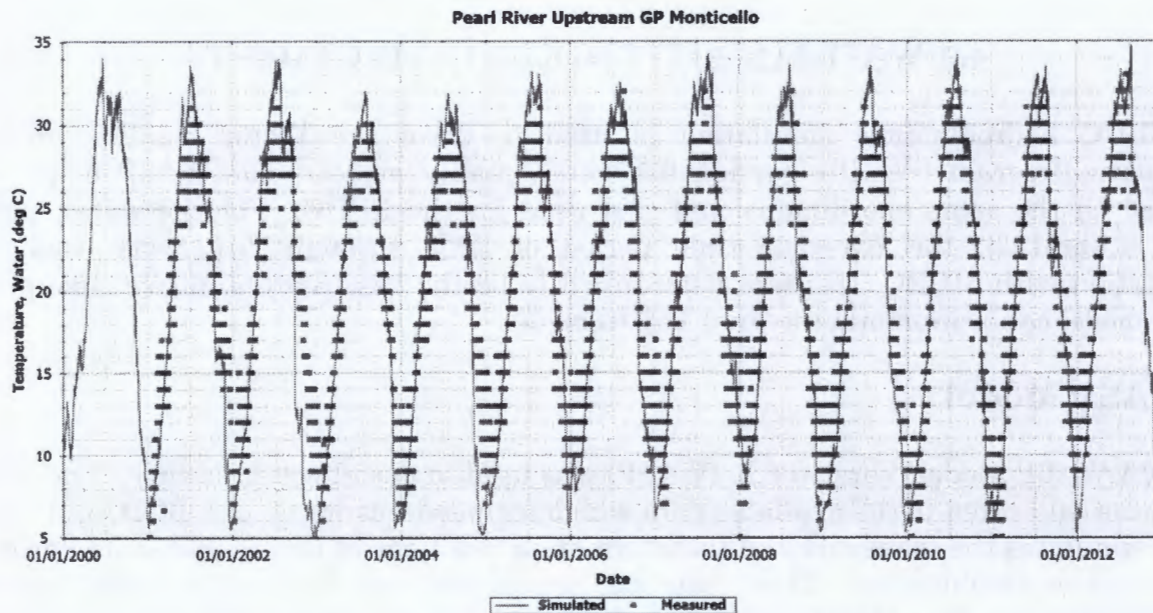 Pearl River Upstream GP Monticello
35
30
25
20
15
10
5
Temperature, Water (deg C)
01/01/2000
01/01/2002
01/01/2004
01/01/2006
01/01/2008
01/01/2010
01/01/2012
Date
Simulated
Measured